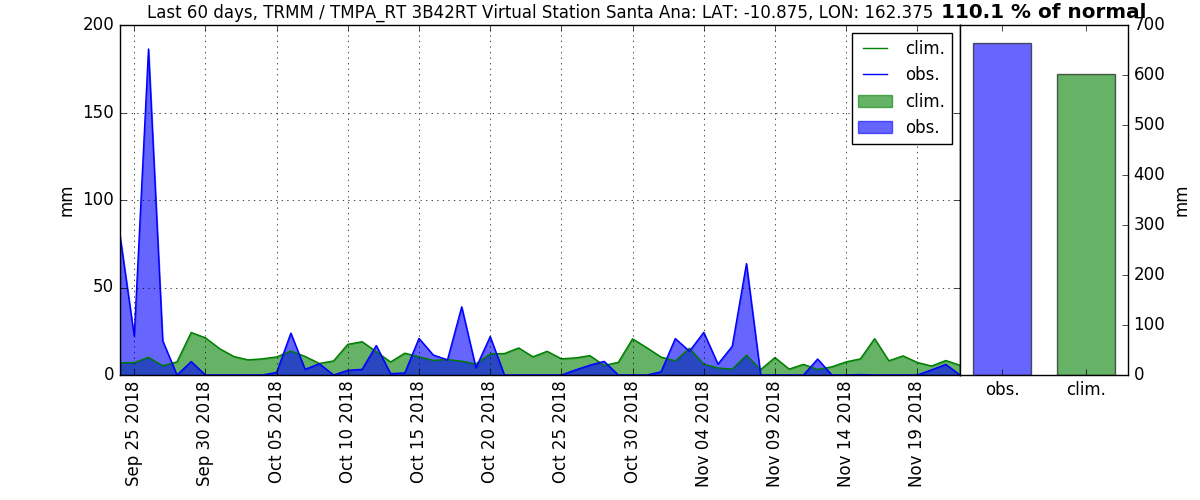 Last 60 days, TRMM / TMPA_RT 3B42RT Virtual Station Santa Ana: LAT: -10.875, LON: 162.375 110.1 % of normal
200
150
100
50
0
mm
clim.
obs.
clim.
obs.
700
600
500
400
300
200
100
0
mm
obs.
clim.
Sep 25 2018
Sep 30 2018
Oct 05 2018
Oct 10 2018
Oct 15 2018
Oct 20 2018
Oct 25 2018
Oct 30 2018
Nov 04 2018
Nov 09 2018
Nov 14 2018
Nov 19 2018